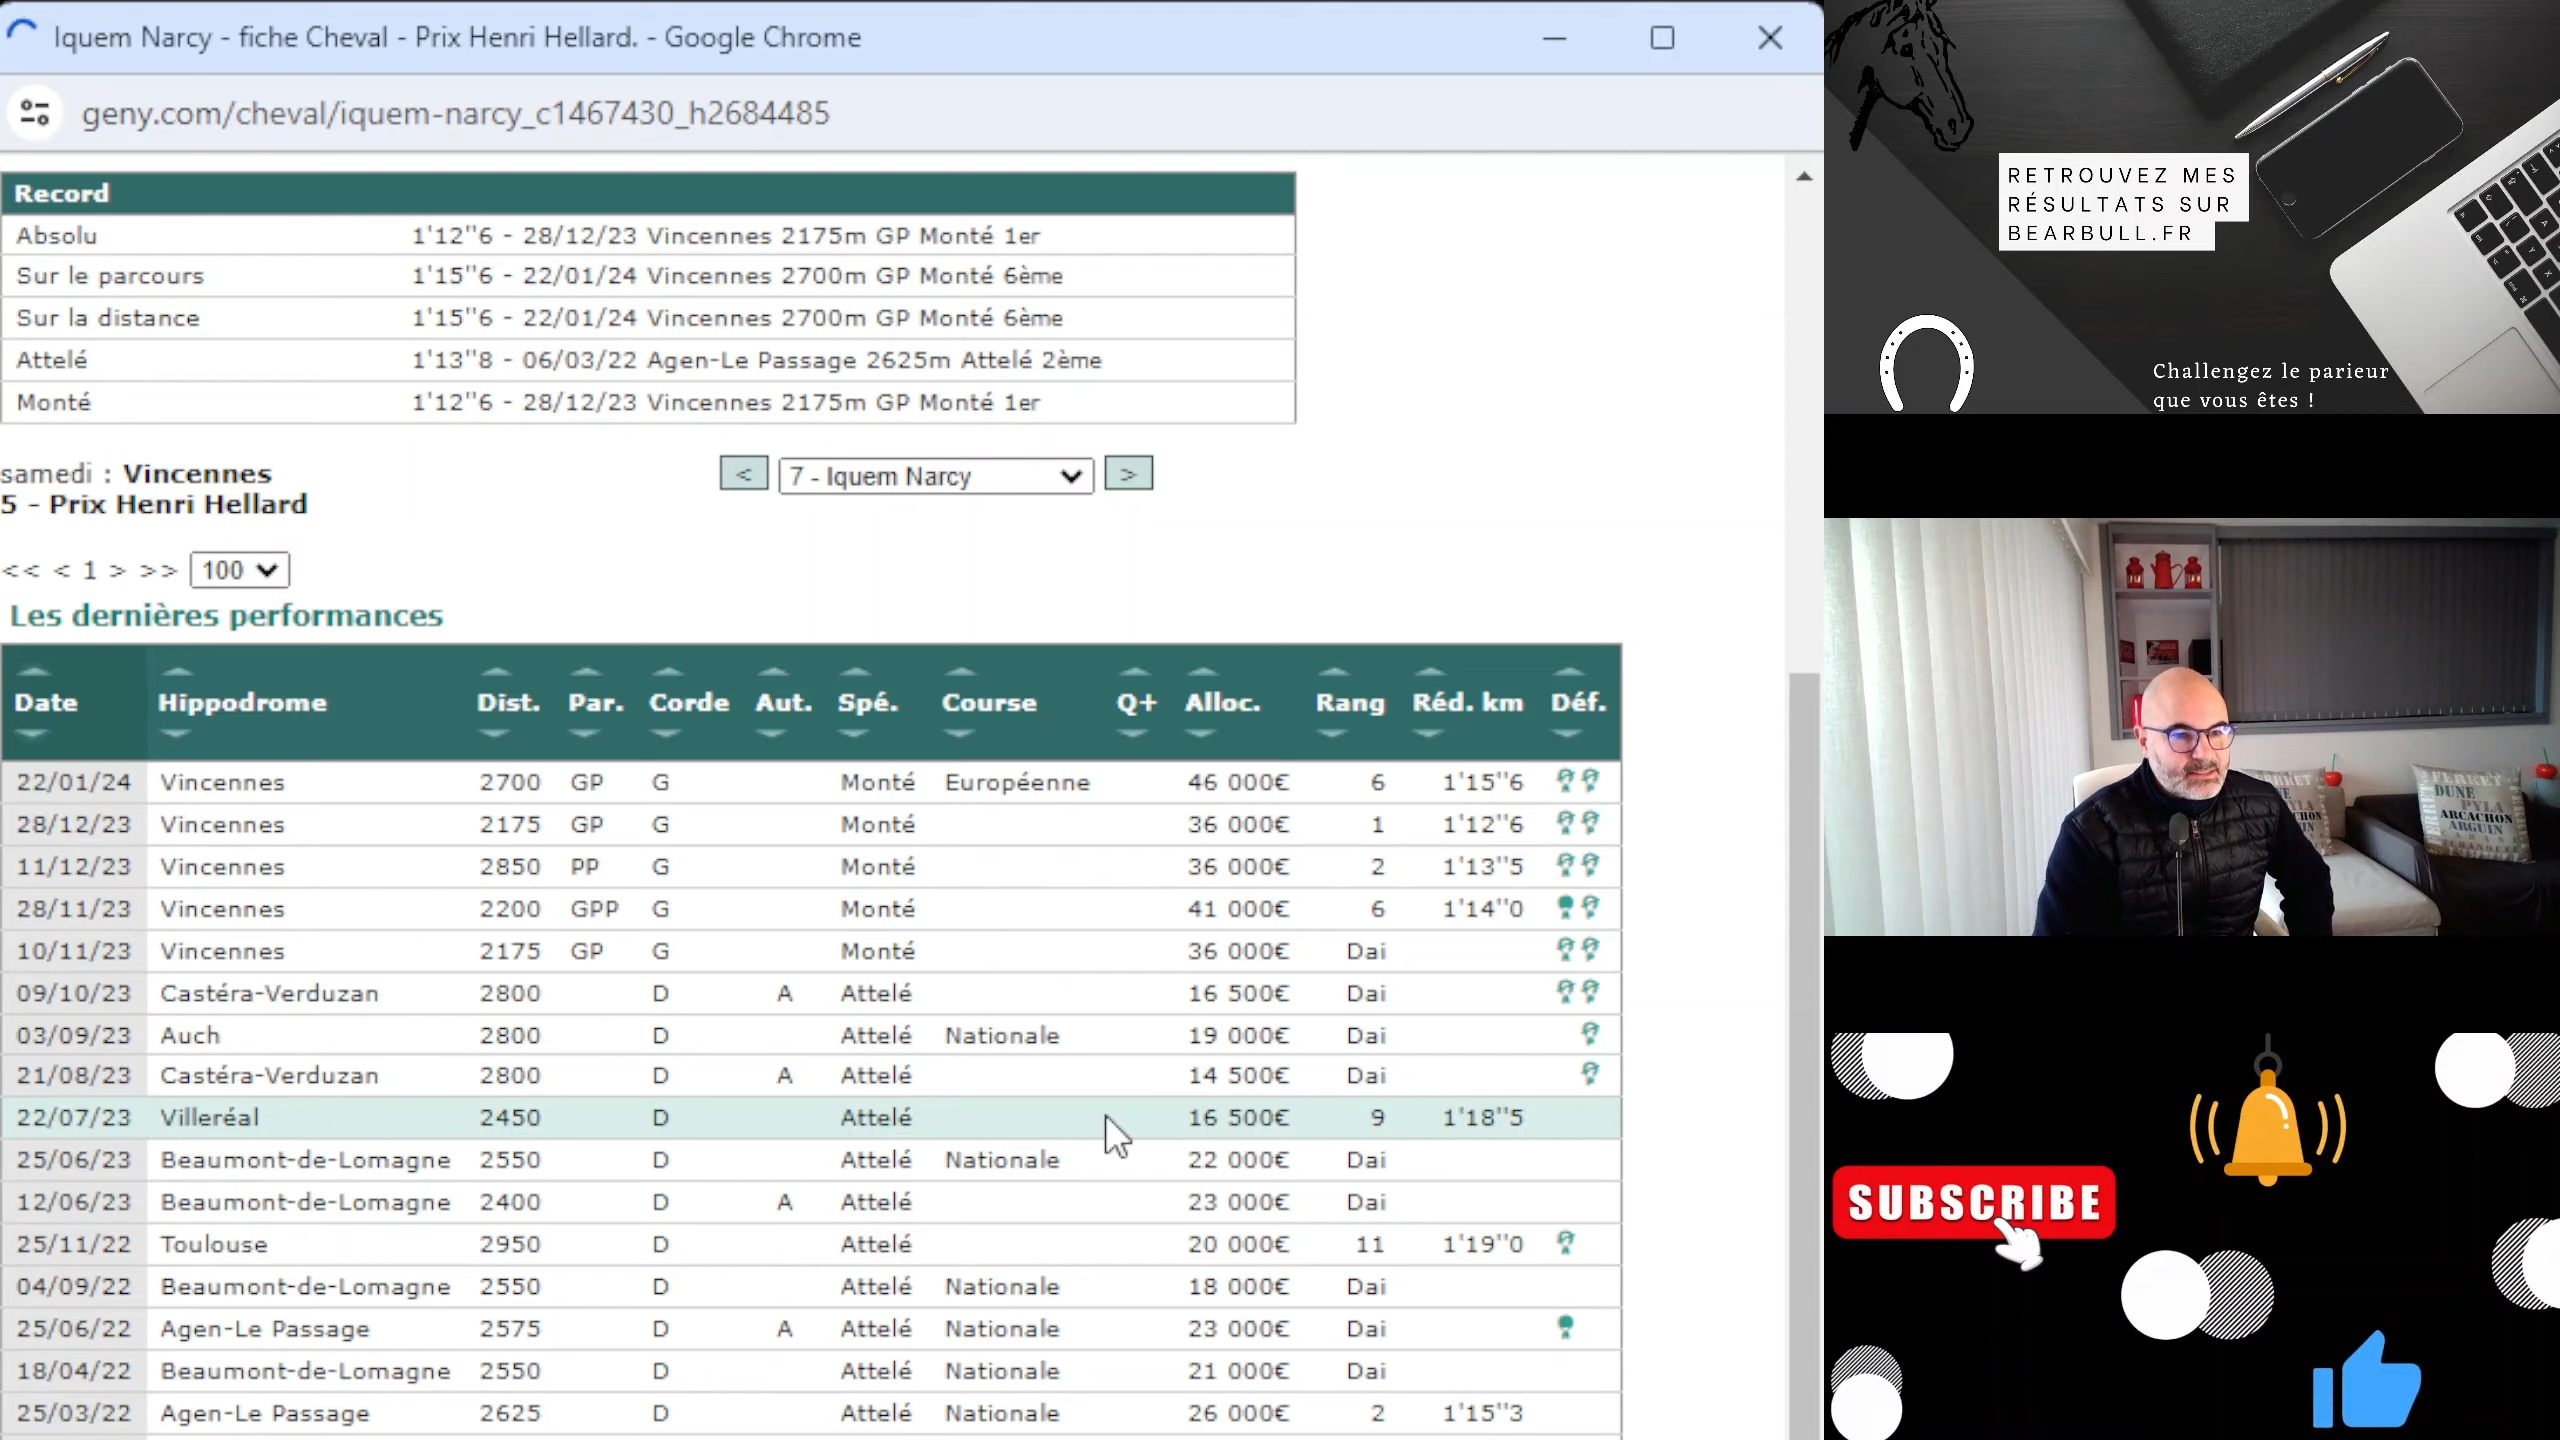 Iquem Narcy - fiche Cheval - Prix Henri Hellard. - Google Chrome
geny.com/cheval/iquem-narcy_c1467430_h2684485
Record
Absolu 1'12"6 - 28/12/23 Vincennes 2175m GP Monté 1er
Sur le parcours 1'15"6 - 22/01/24 Vincennes 2700m GP Monté 6ème
Sur la distance 1'15"6 - 22/01/24 Vincennes 2700m GP Monté 6ème
Attelé 1'13"8 - 06/03/22 Agen-Le Passage 2625m Attelé 2ème
Monté 1'12"6 - 28/12/23 Vincennes 2175m GP Monté 1er
samedi : Vincennes
5 - Prix Henri Hellard
< 7 - Iquem Narcy >
<< < 1 > >> 100
Les dernières performances
Date Hippodrome Dist. Par. Corde Aut. Spé. Course Q+ Alloc. Rang Réd. km Déf.
22/01/24 Vincennes 2700 GP G Monté Européenne 46 000€ 6 1'15"6
28/12/23 Vincennes 2175 GP G Monté 36 000€ 1 1'12"6
11/12/23 Vincennes 2850 PP G Monté 36 000€ 2 1'13"5
28/11/23 Vincennes 2200 GPP G Monté 41 000€ 6 1'14"0
10/11/23 Vincennes 2175 GP G Monté 36 000€ Dai
09/10/23 Castéra-Verduzan 2800 D A Attelé 16 500€ Dai
03/09/23 Auch 2800 D Attelé Nationale 19 000€ Dai
21/08/23 Castéra-Verduzan 2800 D A Attelé 14 500€ Dai
22/07/23 Villeréal 2450 D Attelé 16 500€ 9 1'18"5
25/06/23 Beaumont-de-Lomagne 2550 D Attelé Nationale 22 000€ Dai
12/06/23 Beaumont-de-Lomagne 2400 D A Attelé 23 000€ Dai
25/11/22 Toulouse 2950 D Attelé 20 000€ 11 1'19"0
04/09/22 Beaumont-de-Lomagne 2550 D Attelé Nationale 18 000€ Dai
25/06/22 Agen-Le Passage 2575 D A Attelé Nationale 23 000€ Dai
18/04/22 Beaumont-de-Lomagne 2550 D Attelé Nationale 21 000€ Dai
25/03/22 Agen-Le Passage 2625 D Attelé Nationale 26 000€ 2 1'15"3
RETROUVEZ MES
RÉSULTATS SUR
BEARBULL.FR
Challengez le parieur
que vous êtes !
FERRET
DUNE
PYLA
ARCACHON
ARGUIN
SUBSCRIBE